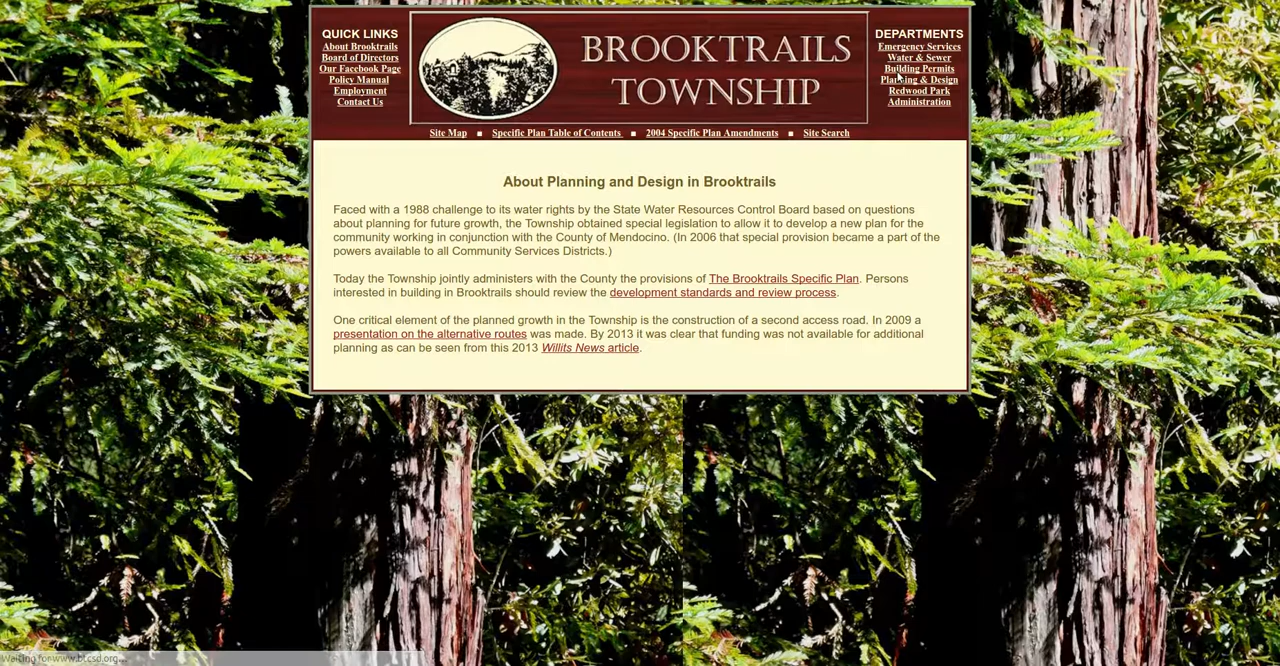 QUICK LINKS
About Brooktrails
Board of Directors
Our Facebook Page
Policy Manual
Employment
Contact Us
BROOKTRAILS
TOWNSHIP
DEPARTMENTS
Emergency Services
Water & Sewer
Building Permits
Planning & Design
Redwood Park
Administration
Site Map ■ Specific Plan Table of Contents ■ 2004 Specific Plan Amendments ■ Site Search
About Planning and Design in Brooktrails
Faced with a 1988 challenge to its water rights by the State Water Resources Control Board based on questions
about planning for future growth, the Township obtained special legislation to allow it to develop a new plan for the
community working in conjunction with the County of Mendocino. (In 2006 that special provision became a part of the
powers available to all Community Services Districts.)
Today the Township jointly administers with the County the provisions of The Brooktrails Specific Plan. Persons
interested in building in Brooktrails should review the development standards and review process.
One critical element of the planned growth in the Township is the construction of a second access road. In 2009 a
presentation on the alternative routes was made. By 2013 it was clear that funding was not available for additional
planning as can be seen from this 2013 Willits News article.
Waiting for www.btcsd.org...